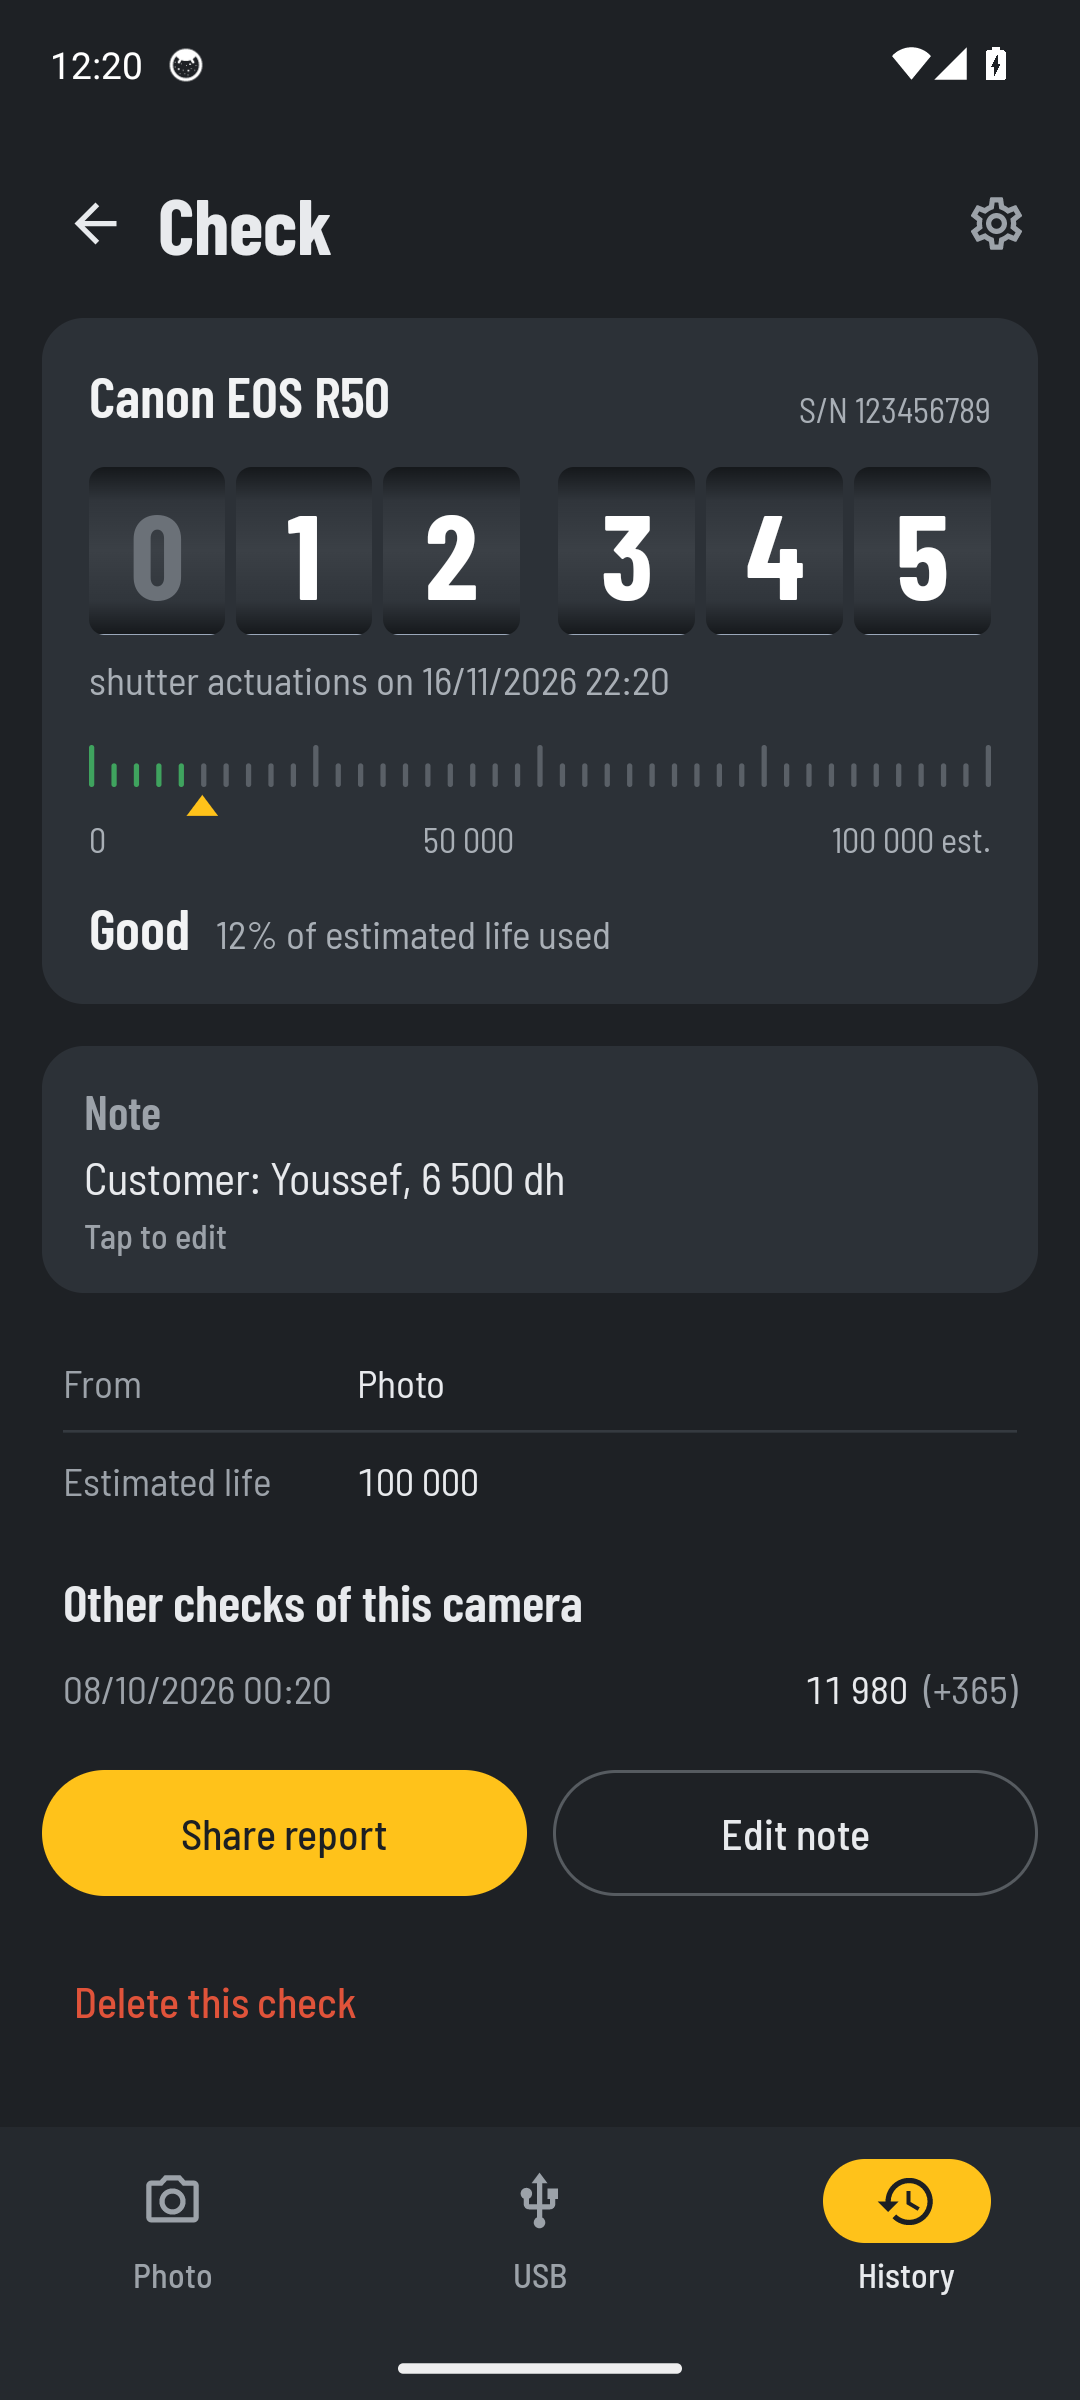 12:20
Check
Canon EOS R50
S/N 123456789
0 1 2 3 4 5
shutter actuations on 16/11/2026 22:20
0 50 000 100 000 est.
Good 12% of estimated life used
Note
Customer: Youssef, 6 500 dh
Tap to edit
From Photo
Estimated life 100 000
Other checks of this camera
08/10/2026 00:20 11 980 (+365)
Share report Edit note
Delete this check
Photo USB History